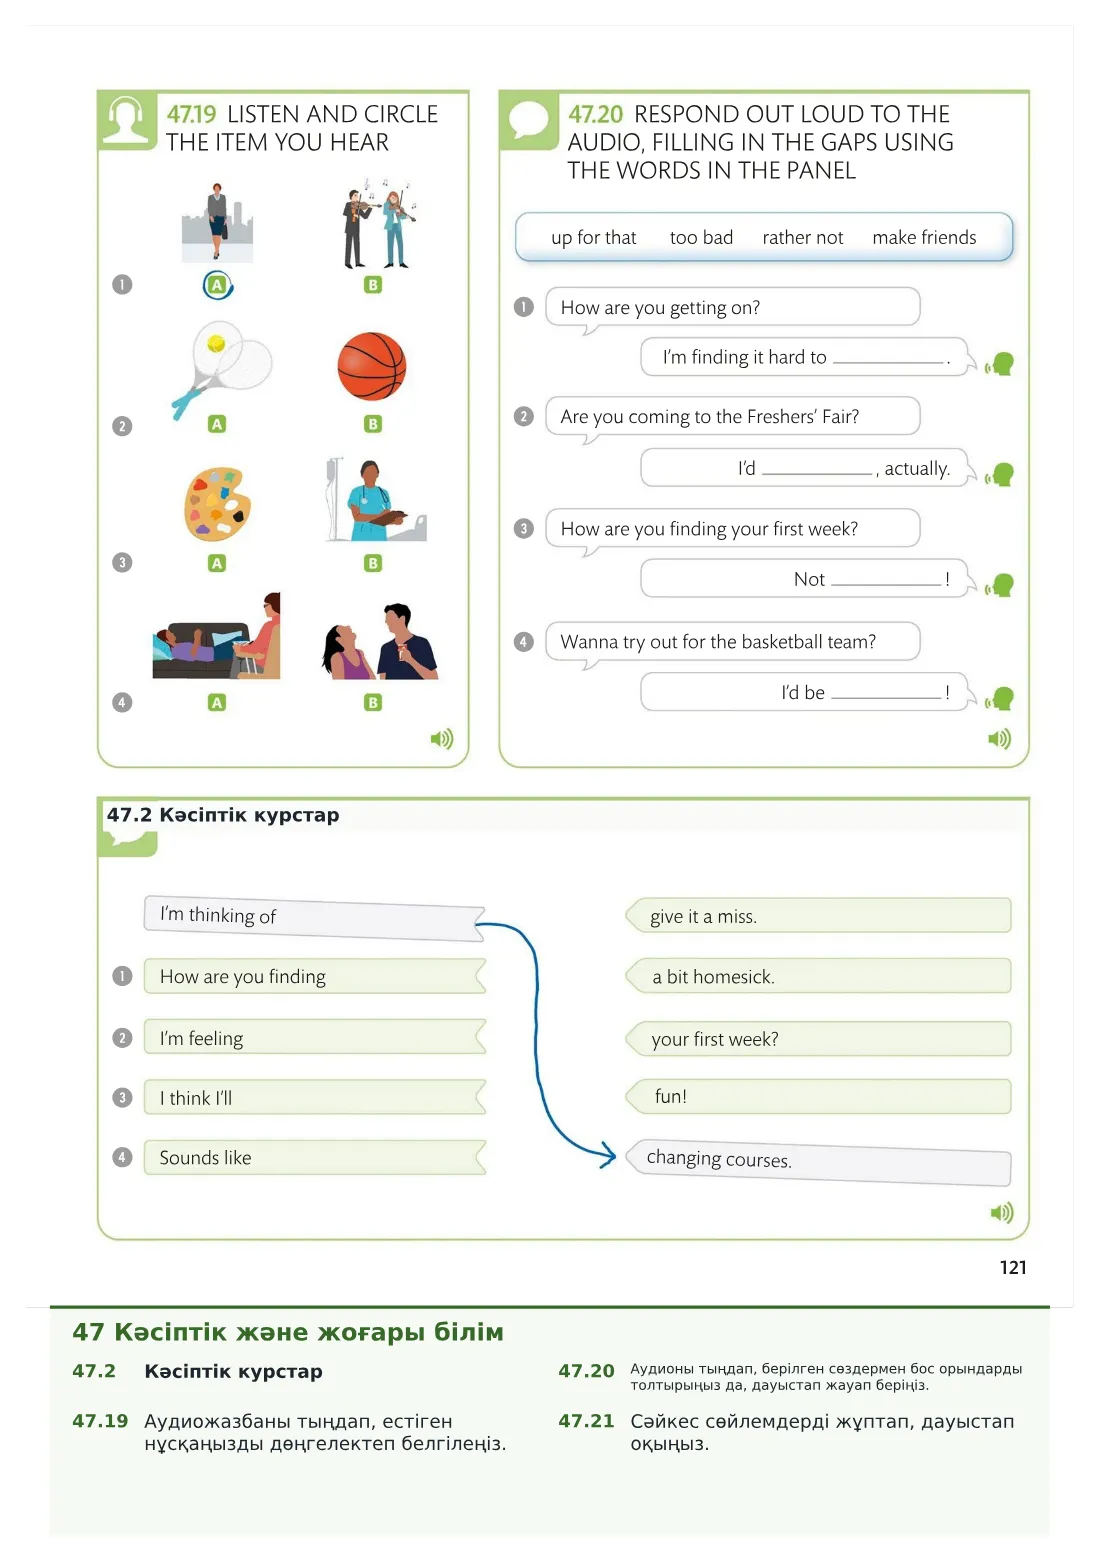 47.19 LISTEN AND CIRCLE
THE ITEM YOU HEAR
1
A
B
2
A
B
3
A
B
4
A
B
47.20 RESPOND OUT LOUD TO THE
AUDIO, FILLING IN THE GAPS USING
THE WORDS IN THE PANEL
up for that too bad rather not make friends
1 How are you getting on?
I'm finding it hard to ____________ .
2 Are you coming to the Freshers' Fair?
I'd ____________ , actually.
3 How are you finding your first week?
Not ____________ !
4 Wanna try out for the basketball team?
I'd be ____________ !
47.2 Кәсіптік курстар
I'm thinking of
give it a miss.
1 How are you finding
a bit homesick.
2 I'm feeling
your first week?
3 I think I'll
fun!
4 Sounds like
changing courses.
121
47 Кәсіптік және жоғары білім
47.2 Кәсіптік курстар
47.19 Аудиожазбаны тыңдап, естіген
нұсқаңызды дөңгелектеп белгілеңіз.
47.20 Аудионы тыңдап, берілген сөздермен бос орындарды
толтырыңыз да, дауыстап жауап беріңіз.
47.21 Сәйкес сөйлемдерді жұптап, дауыстап
оқыңыз.